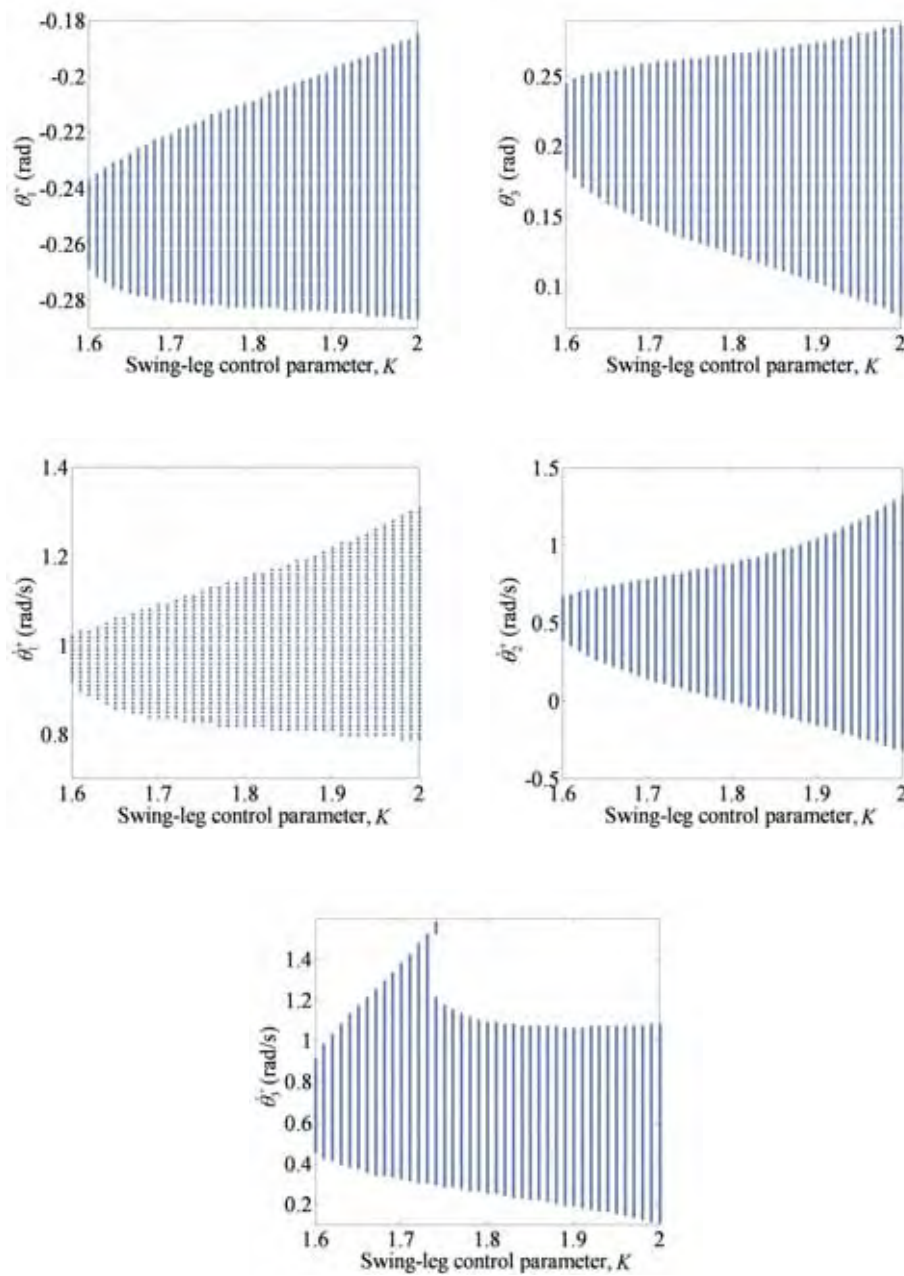 -0.18
-0.2
-0.22
-0.24
-0.26
-0.28
θ₁⁺ (rad)
1.6 1.7 1.8 1.9 2
Swing-leg control parameter, K
0.25
0.2
0.15
0.1
θ₃⁺ (rad)
1.6 1.7 1.8 1.9 2
Swing-leg control parameter, K
1.4
1.2
1
0.8
θ̇₁⁺ (rad/s)
1.6 1.7 1.8 1.9 2
Swing-leg control parameter, K
1.5
1
0.5
0
-0.5
θ̇₂⁺ (rad/s)
1.6 1.7 1.8 1.9 2
Swing-leg control parameter, K
1.4
1.2
1
0.8
0.6
0.4
0.2
θ̇₃⁺ (rad/s)
1.6 1.7 1.8 1.9 2
Swing-leg control parameter, K